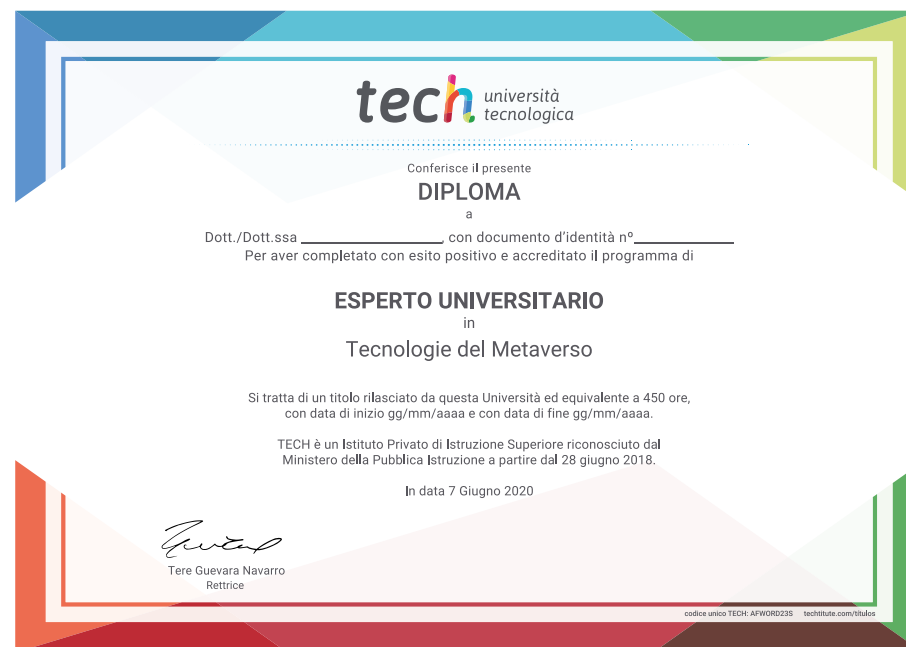 tech università
tecnologica
Conferisce il presente
DIPLOMA
a
Dott./Dott.ssa ____________________, con documento d'identità nº______________
Per aver completato con esito positivo e accreditato il programma di
ESPERTO UNIVERSITARIO
in
Tecnologie del Metaverso
Si tratta di un titolo rilasciato da questa Università ed equivalente a 450 ore,
con data di inizio gg/mm/aaaa e con data di fine gg/mm/aaaa.
TECH è un Istituto Privato di Istruzione Superiore riconosciuto dal
Ministero della Pubblica Istruzione a partire dal 28 giugno 2018.
In data 7 Giugno 2020
Tere Guevara Navarro
Rettrice
codice unico TECH: AFWORD23S techtitute.com/titulos